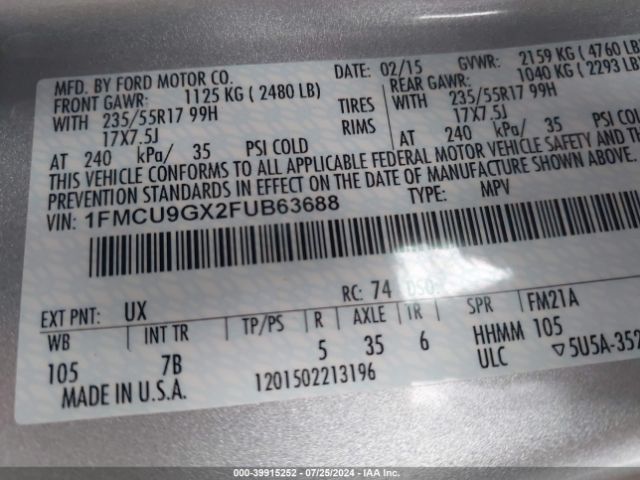 MFD. BY FORD MOTOR CO. DATE: 02/15 GVWR: 2159 KG (4760 LB
FRONT GAWR: 1125 KG (2480 LB) REAR GAWR: 1040 KG (2293 LB)
WITH 235/55R17 99H TIRES WITH 235/55R17 99H
17X7.5J RIMS 17X7.5J
AT 240 kPa/ 35 PSI COLD AT 240 kPa/ 35 PSI COLD
THIS VEHICLE CONFORMS TO ALL APPLICABLE FEDERAL MOTOR VEHICLE SAFETY AND
PREVENTION STANDARDS IN EFFECT ON THE DATE OF MANUFACTURE SHOWN ABOVE.
VIN: 1FMCU9GX2FUB63688 TYPE: MPV
EXT PNT: UX RC: 74 DSO:
WB INT TR TP/PS R AXLE TR SPR FM21A
105 7B 5 35 6 HHMM 105
MADE IN U.S.A. 1201502213196 ULC 5U5A-352
000-39915252 - 07/25/2024 - IAA Inc.